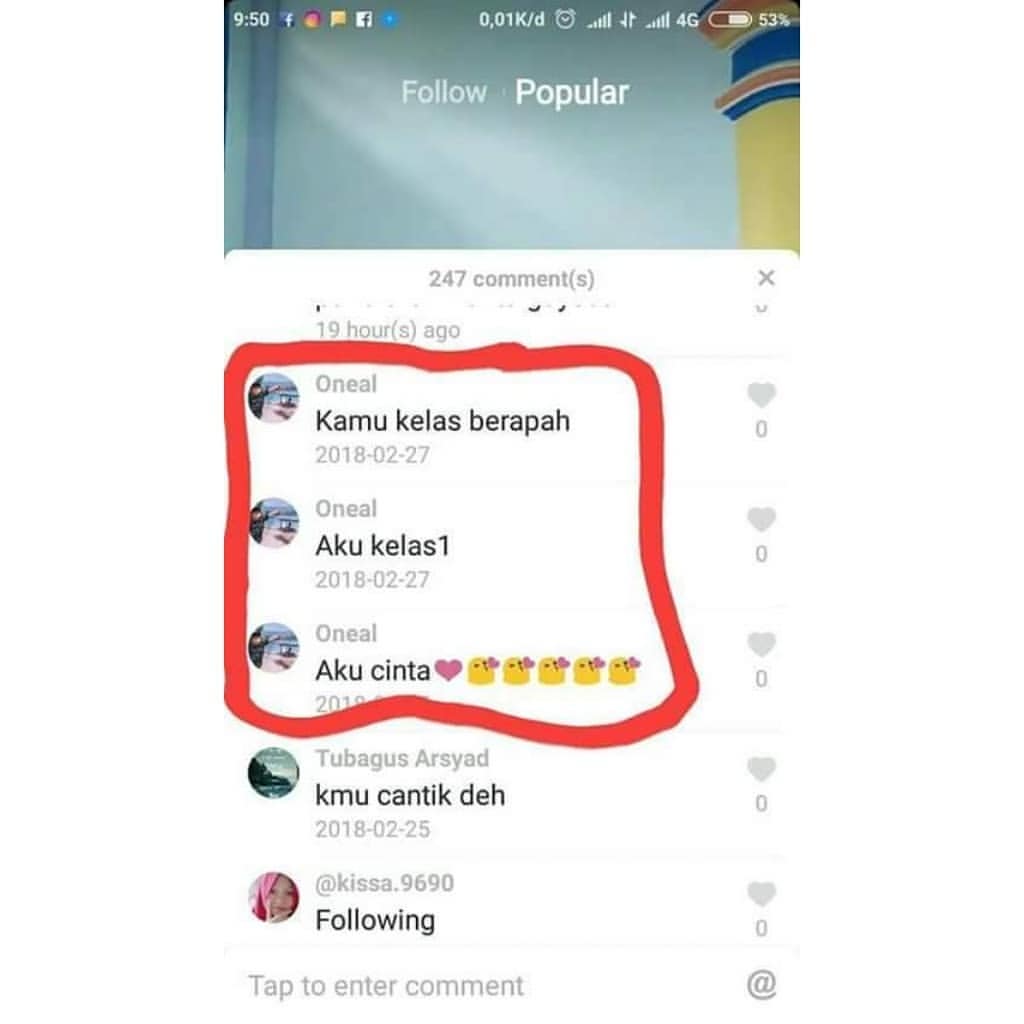 9:50 0,01K/d 4G 53%
Follow Popular
247 comment(s)
19 hour(s) ago
Oneal
Kamu kelas berapah
2018-02-27
0
Oneal
Aku kelas1
2018-02-27
0
Oneal
Aku cinta❤
0
Tubagus Arsyad
kmu cantik deh
2018-02-25
0
@kissa.9690
Following
0
Tap to enter comment @